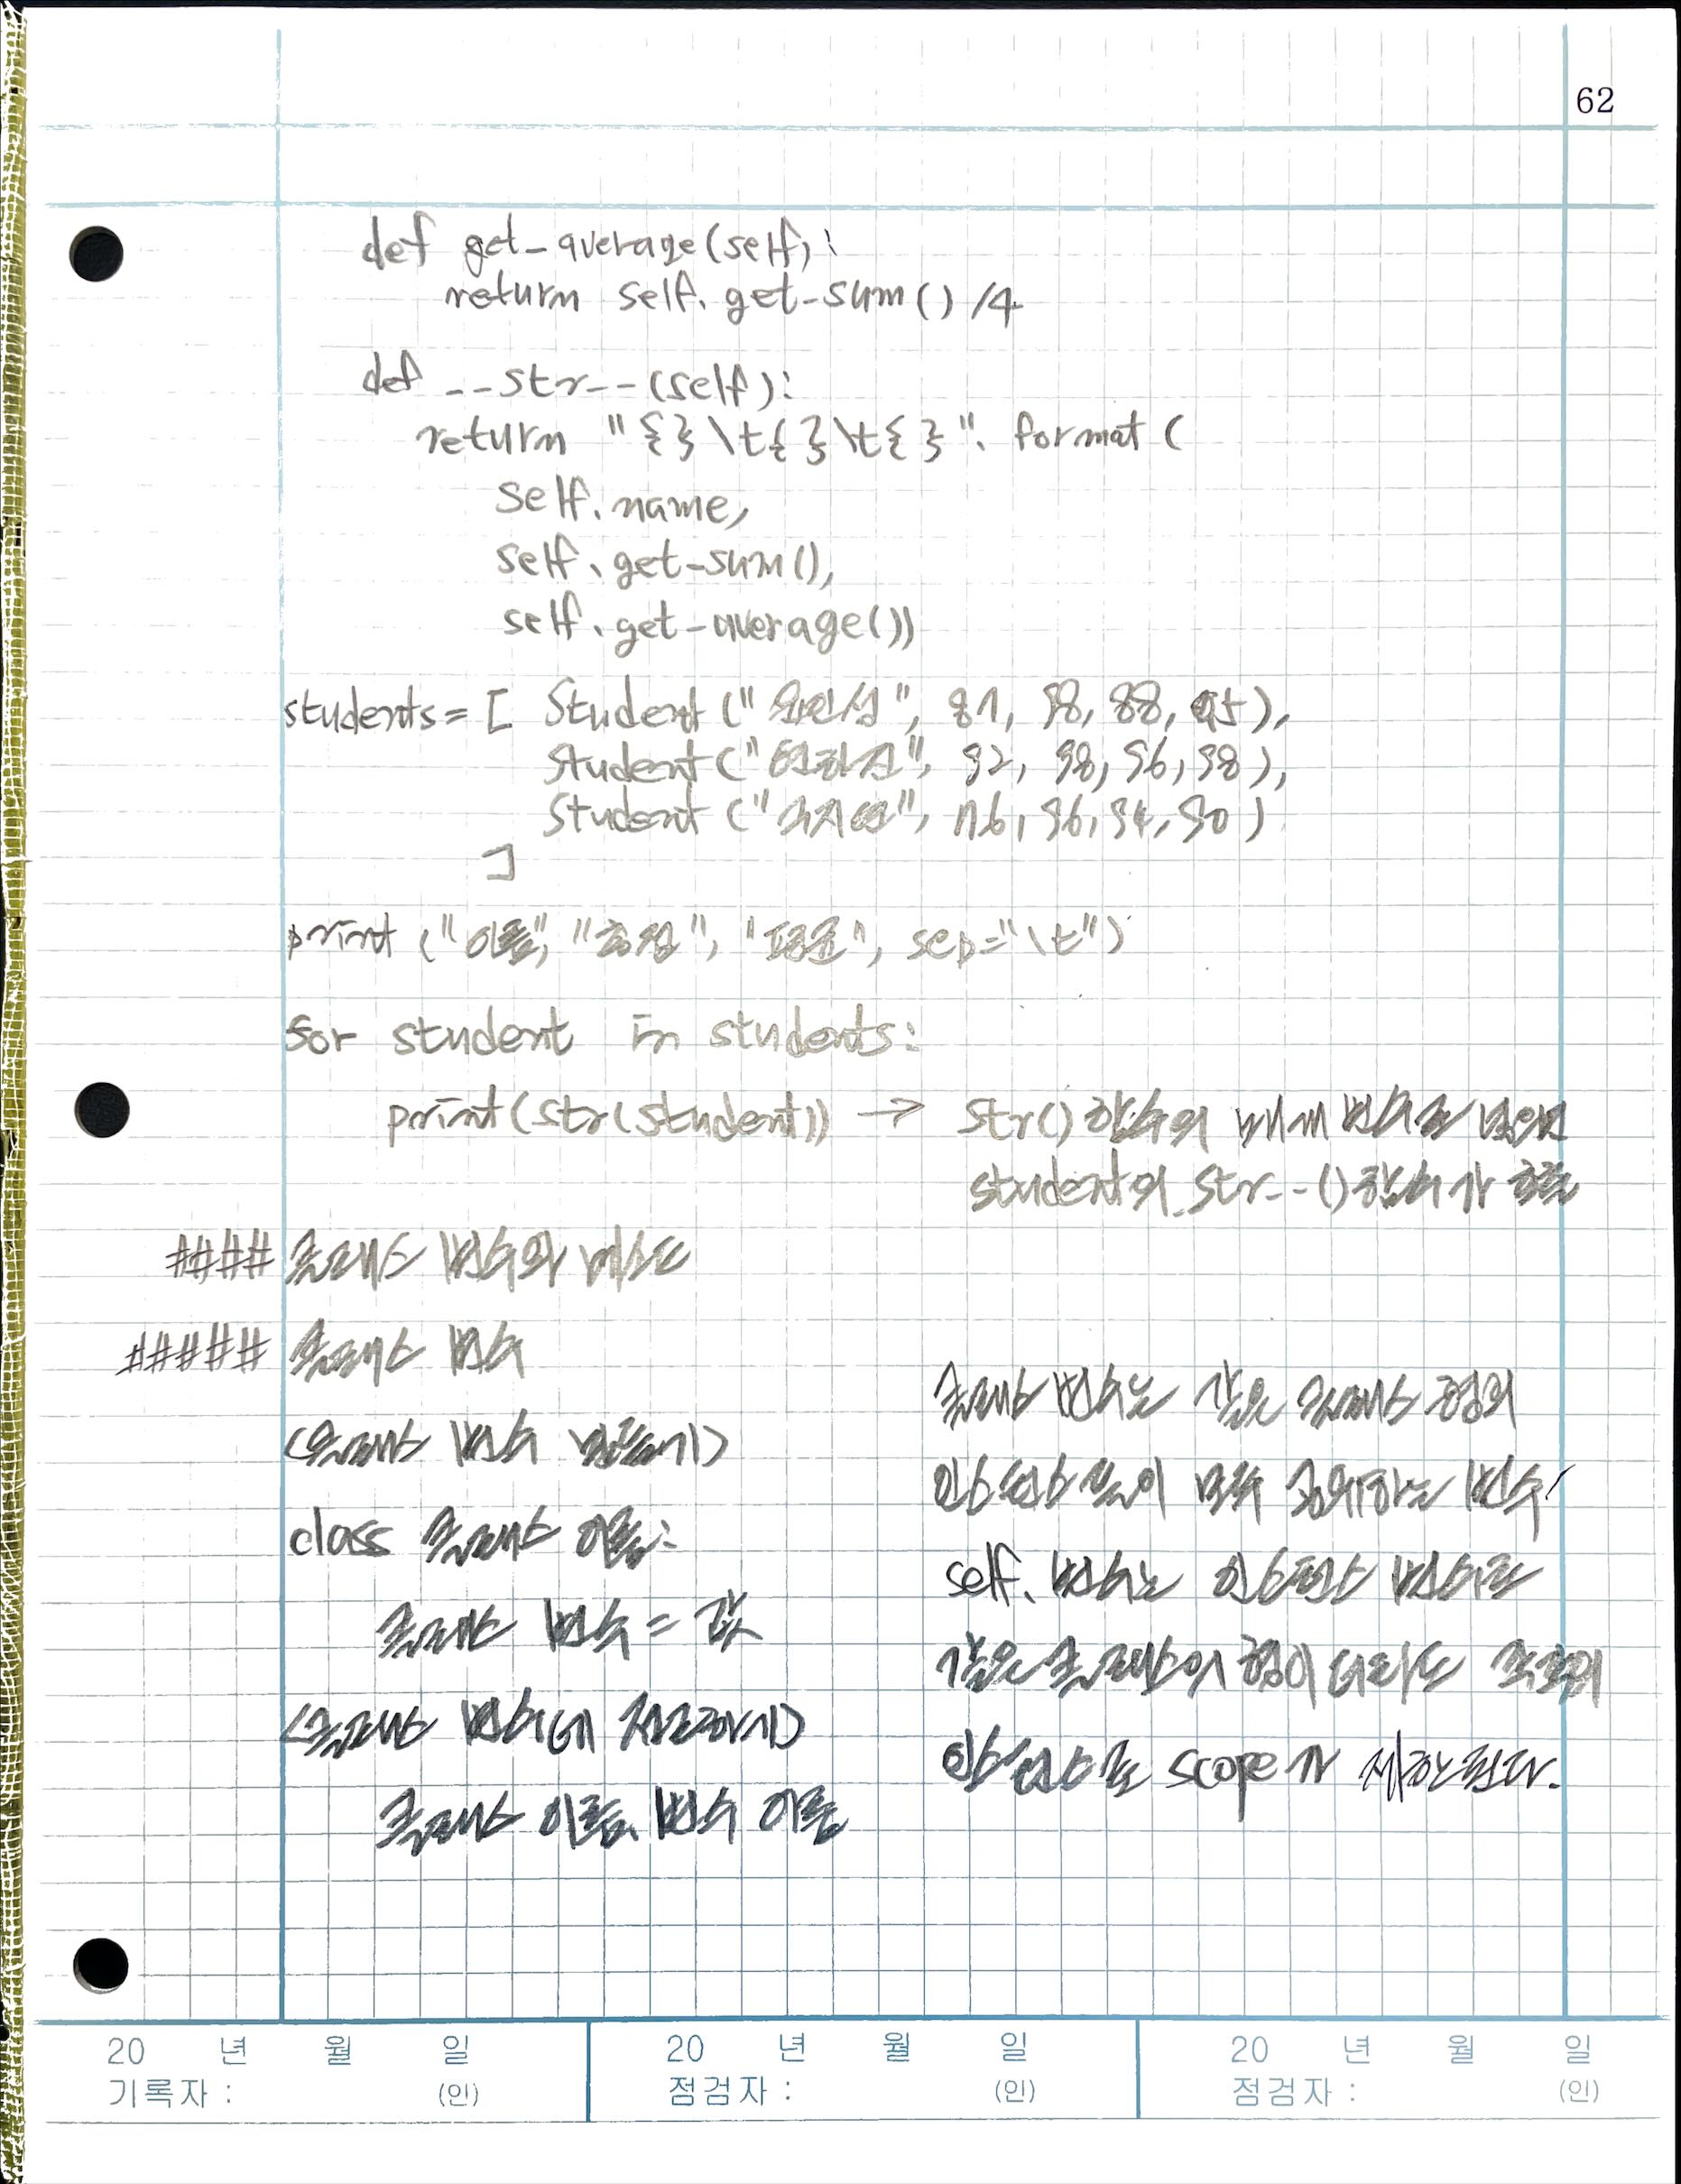 62
def get_average(self):
return self.get_sum() /4
def __str__(self):
return "{}\t{}\t{}".format(
self.name,
self.get_sum(),
self.get_average())
students = [ Student ("윤인성", 87, 98, 88, 95),
Student ("연하진", 92, 98, 96, 98),
Student ("구지연", 76, 96, 94, 90)
]
print ("이름", "총점", "평균", sep="\t")
for student in students:
print(str(student)) → str() 함수의 매개 변수로 넣으면
student의 str__() 함수가 호출
#### 클래스 변수와 메소드
##### 클래스 변수
<클래스 변수 만들기>
class 클래스 이름:
클래스 변수 = 값
<클래스 변수에 접근하기>
클래스 이름. 변수 이름
클래스 변수는 같은 클래스 형의
인스턴스들이 모두 공유하는 변수
self. 변수는 인스턴스 변수로
같은 클래스의 형이더라도
인스턴스로 scope가 제한된다.
20 년 월 일
기록자 : (인)
20 년 월 일
점검자 : (인)
20 년 월 일
점검자 : (인)